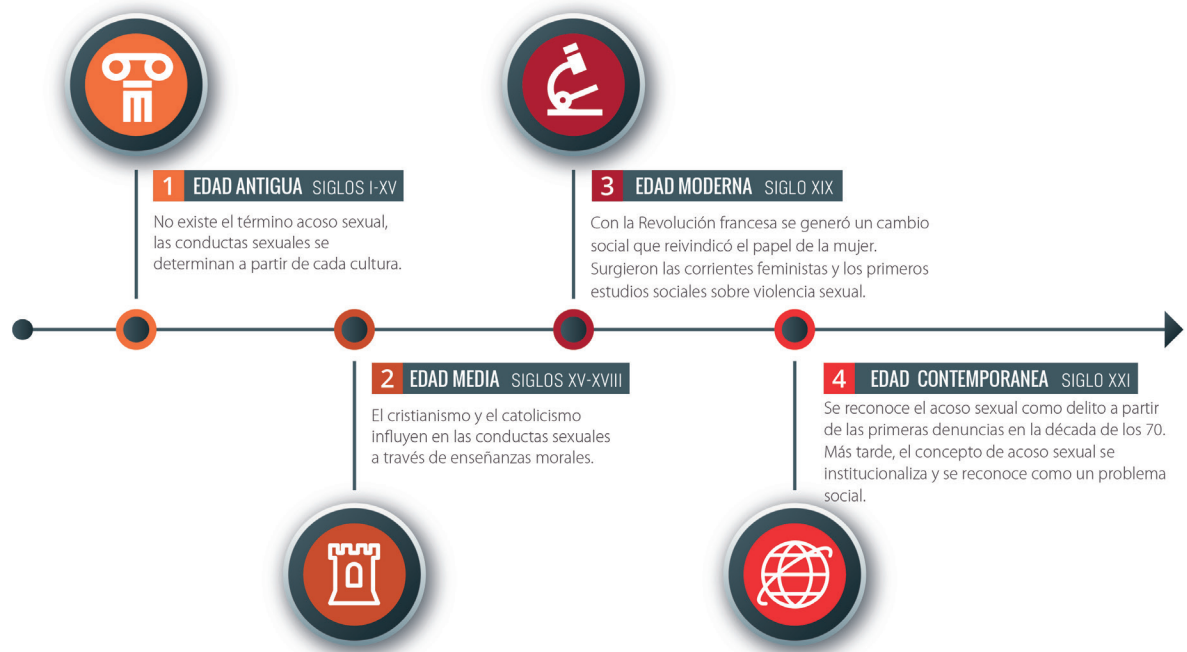 1 EDAD ANTIGUA SIGLOS I-XV
No existe el término acoso sexual,
las conductas sexuales se
determinan a partir de cada cultura.
2 EDAD MEDIA SIGLOS XV-XVIII
El cristianismo y el catolicismo
influyen en las conductas sexuales
a través de enseñanzas morales.
3 EDAD MODERNA SIGLO XIX
Con la Revolución francesa se generó un cambio
social que reivindicó el papel de la mujer.
Surgieron las corrientes feministas y los primeros
estudios sociales sobre violencia sexual.
4 EDAD CONTEMPORANEA SIGLO XXI
Se reconoce el acoso sexual como delito a partir
de las primeras denuncias en la década de los 70.
Más tarde, el concepto de acoso sexual se
institucionaliza y se reconoce como un problema
social.